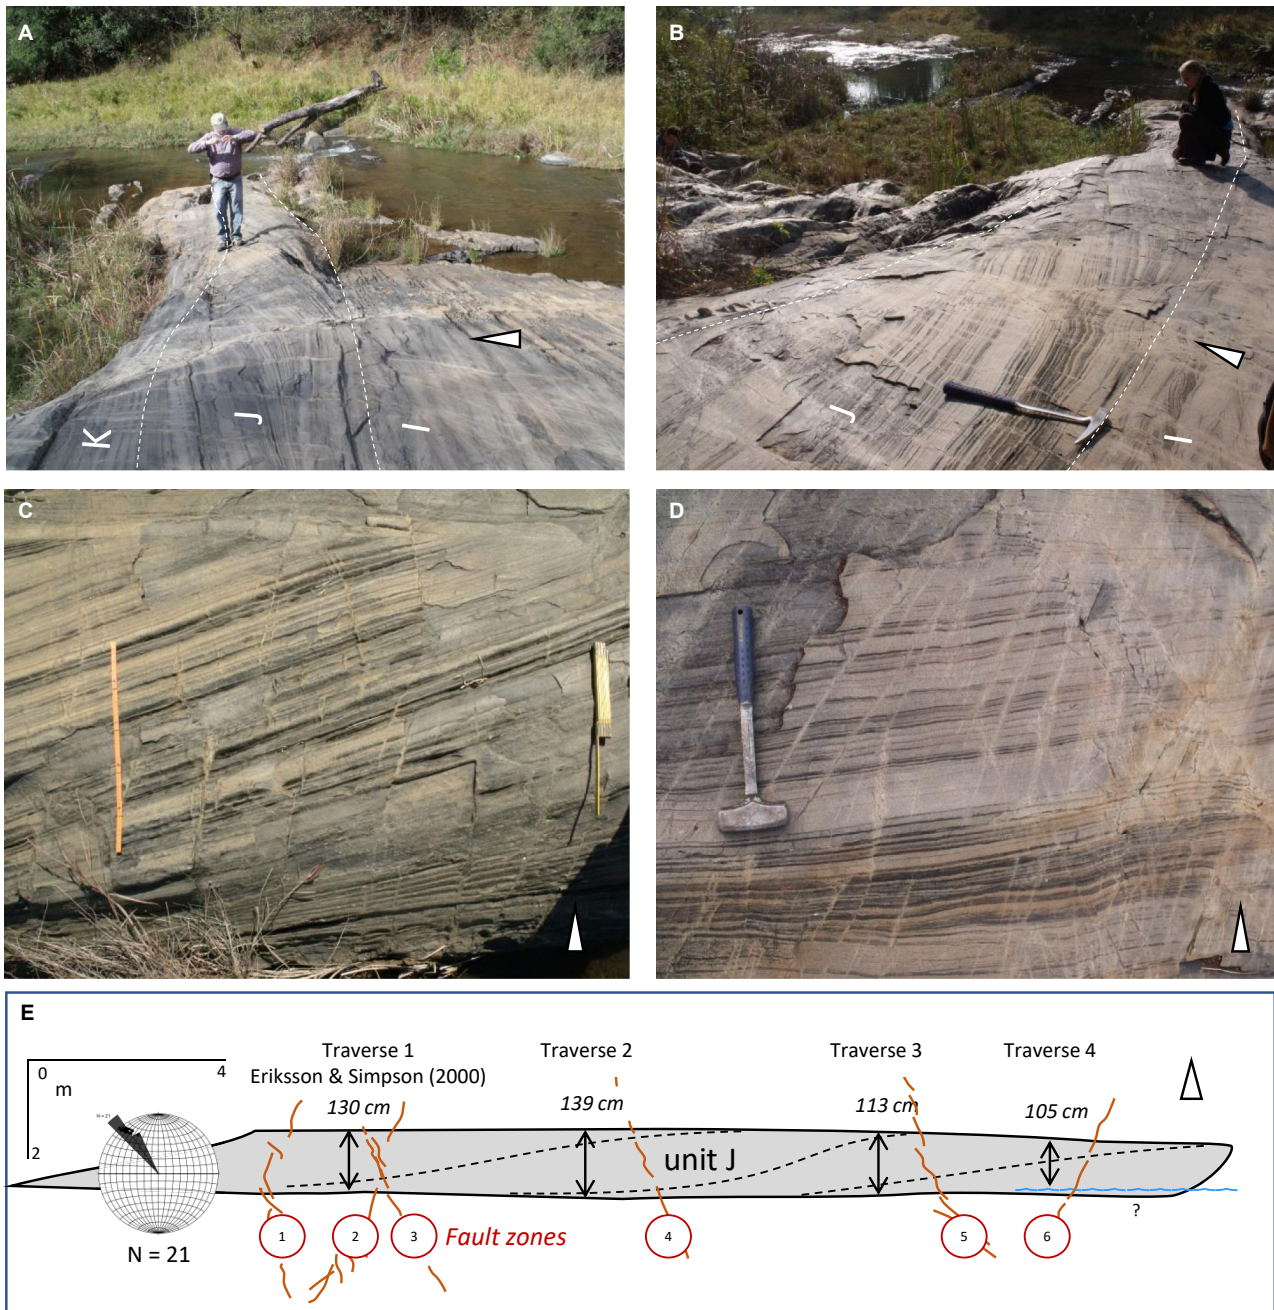 A
B
K
J
I
J
I
C
D
E
0
4
m
2
Traverse 1
Eriksson & Simpson (2000)
130 cm
Traverse 2
139 cm
Traverse 3
113 cm
Traverse 4
105 cm
unit J
N = 21
N = 21
1
2
3
Fault zones
4
5
6
?